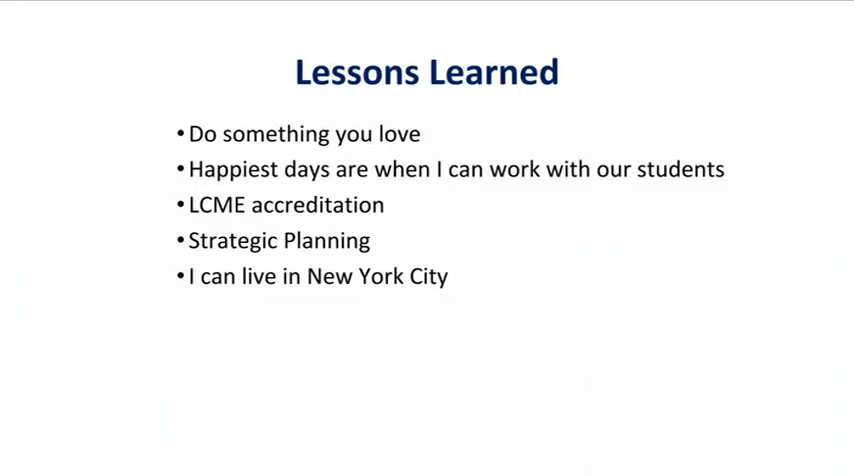 Lessons Learned
• Do something you love
• Happiest days are when I can work with our students
• LCME accreditation
• Strategic Planning
• I can live in New York City